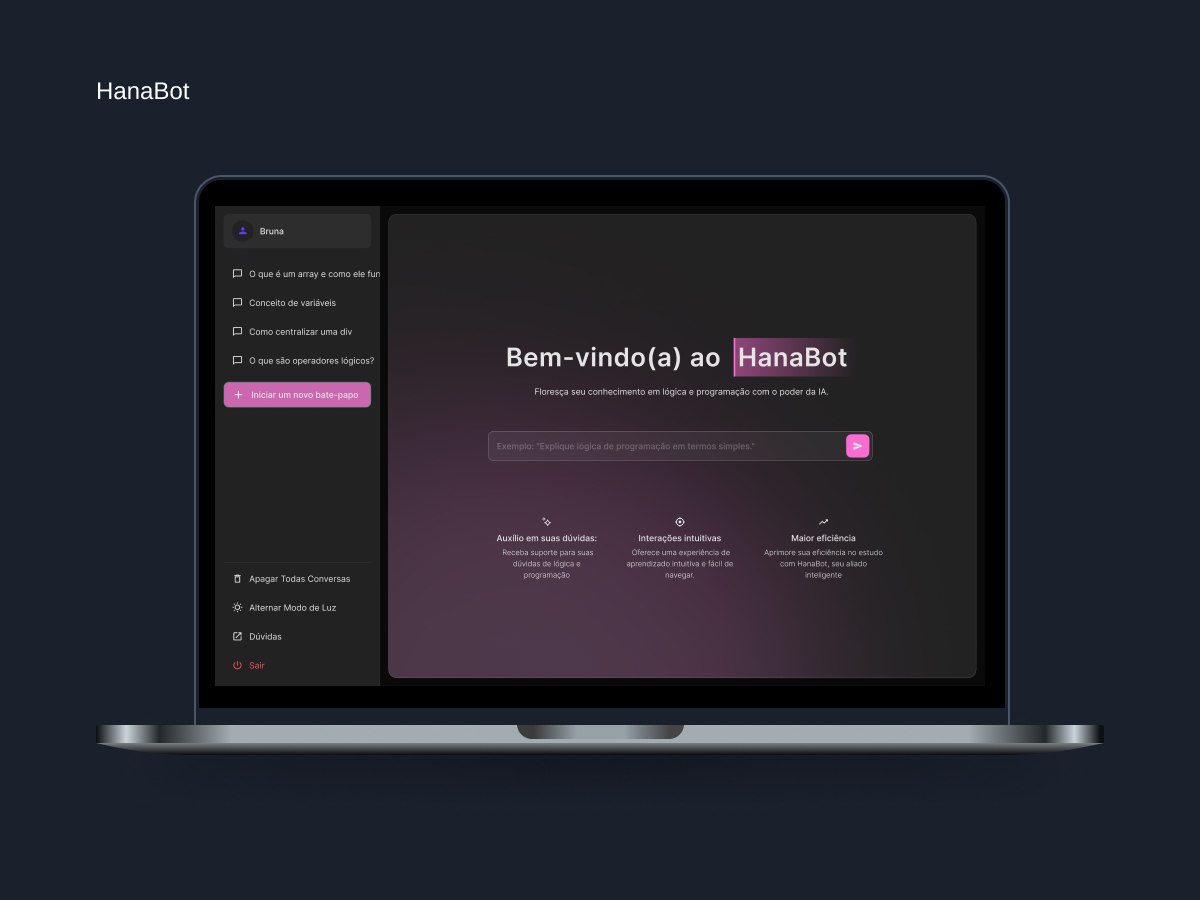 HanaBot
Bruna
O que é um array e como ele fun
Conceito de variáveis
Como centralizar uma div
O que são operadores lógicos?
Iniciar um novo bate-papo
Apagar Todas Conversas
Alternar Modo de Luz
Dúvidas
Sair
Bem-vindo(a) ao HanaBot
Floresça seu conhecimento em lógica e programação com o poder da IA.
Exemplo: "Explique lógica de programação em termos simples."
Auxílio em suas dúvidas:
Receba suporte para suas
dúvidas de lógica e
programação
Interações intuitivas
Oferece uma experiência de
aprendizado intuitiva e fácil de
navegar.
Maior eficiência
Aprimore sua eficiência no estudo
com HanaBot, seu aliado
inteligente